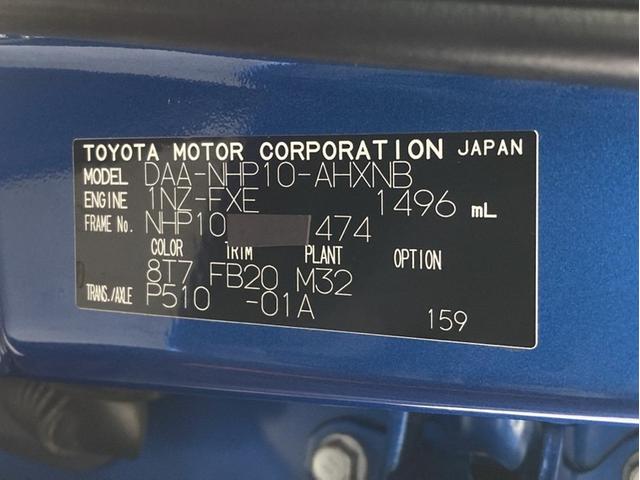 TOYOTA MOTOR CORPORATION JAPAN
MODEL DAA-NHP10-AHXNB
ENGINE 1NZ-FXE 1496 mL
FRAME No. NHP10 474
COLOR TRIM PLANT OPTION
8T7 FB20 M32
TRANS./AXLE P510 -01A
159